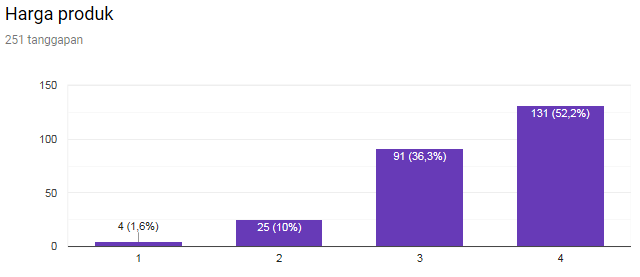 Harga produk
251 tanggapan
150
100
50
0
4 (1,6%)
25 (10%)
91 (36,3%)
131 (52,2%)
1 2 3 4